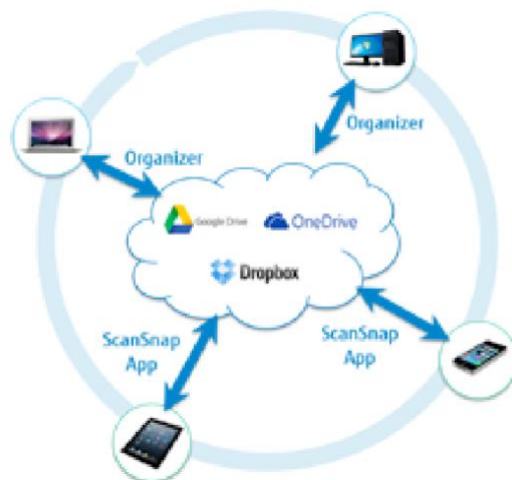 Organizer
Organizer
Google Drive
OneDrive
Dropbox
ScanSnap
App
ScanSnap
App